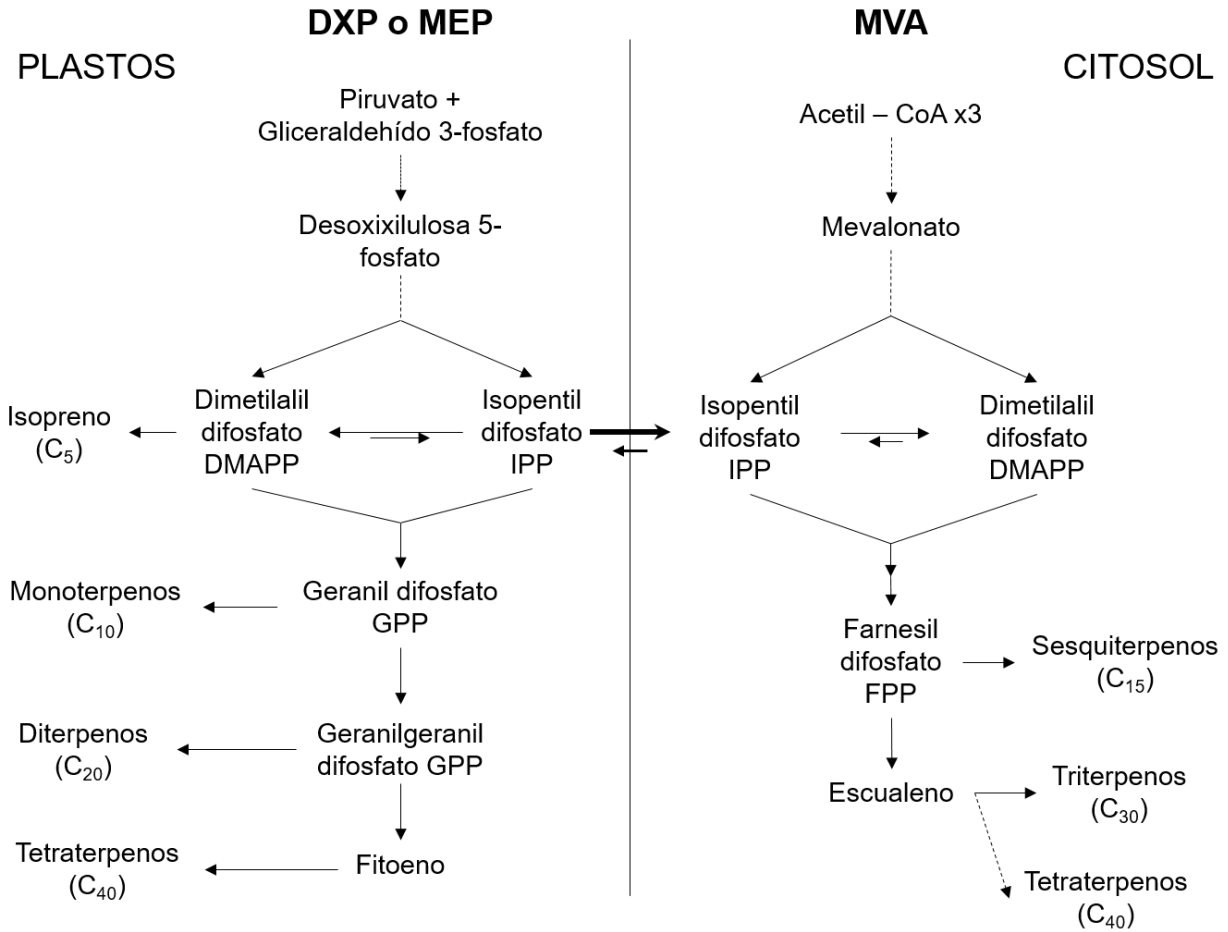 DXP o MEP
MVA
PLASTOS
CITOSOL
Piruvato +
Gliceraldehído 3-fosfato
Acetil – CoA x3
Desoxixilulosa 5-
fosfato
Mevalonato
Isopreno
(C5)
Dimetilalil
difosfato
DMAPP
Isopentil
difosfato
IPP
Isopentil
difosfato
IPP
Dimetilalil
difosfato
DMAPP
Monoterpenos
(C10)
Geranil difosfato
GPP
Farnesil
difosfato
FPP
Sesquiterpenos
(C15)
Diterpenos
(C20)
Geranilgeranil
difosfato GPP
Escualeno
Triterpenos
(C30)
Tetraterpenos
(C40)
Fitoeno
Tetraterpenos
(C40)